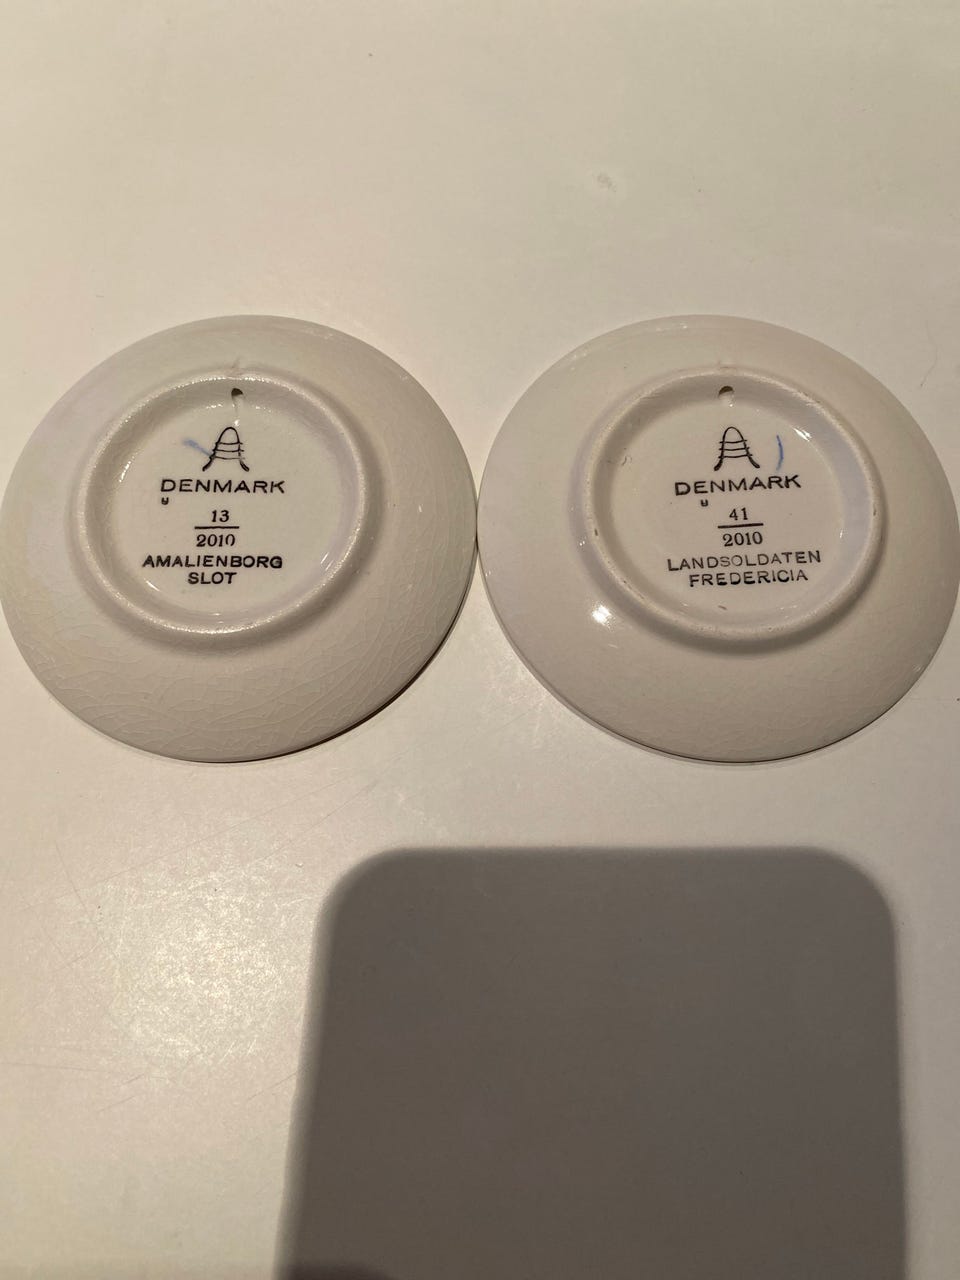 DENMARK
U
13
2010
AMALIENBORG
SLOT
DENMARK
U
41
2010
LANDSOLDATEN
FREDERICIA